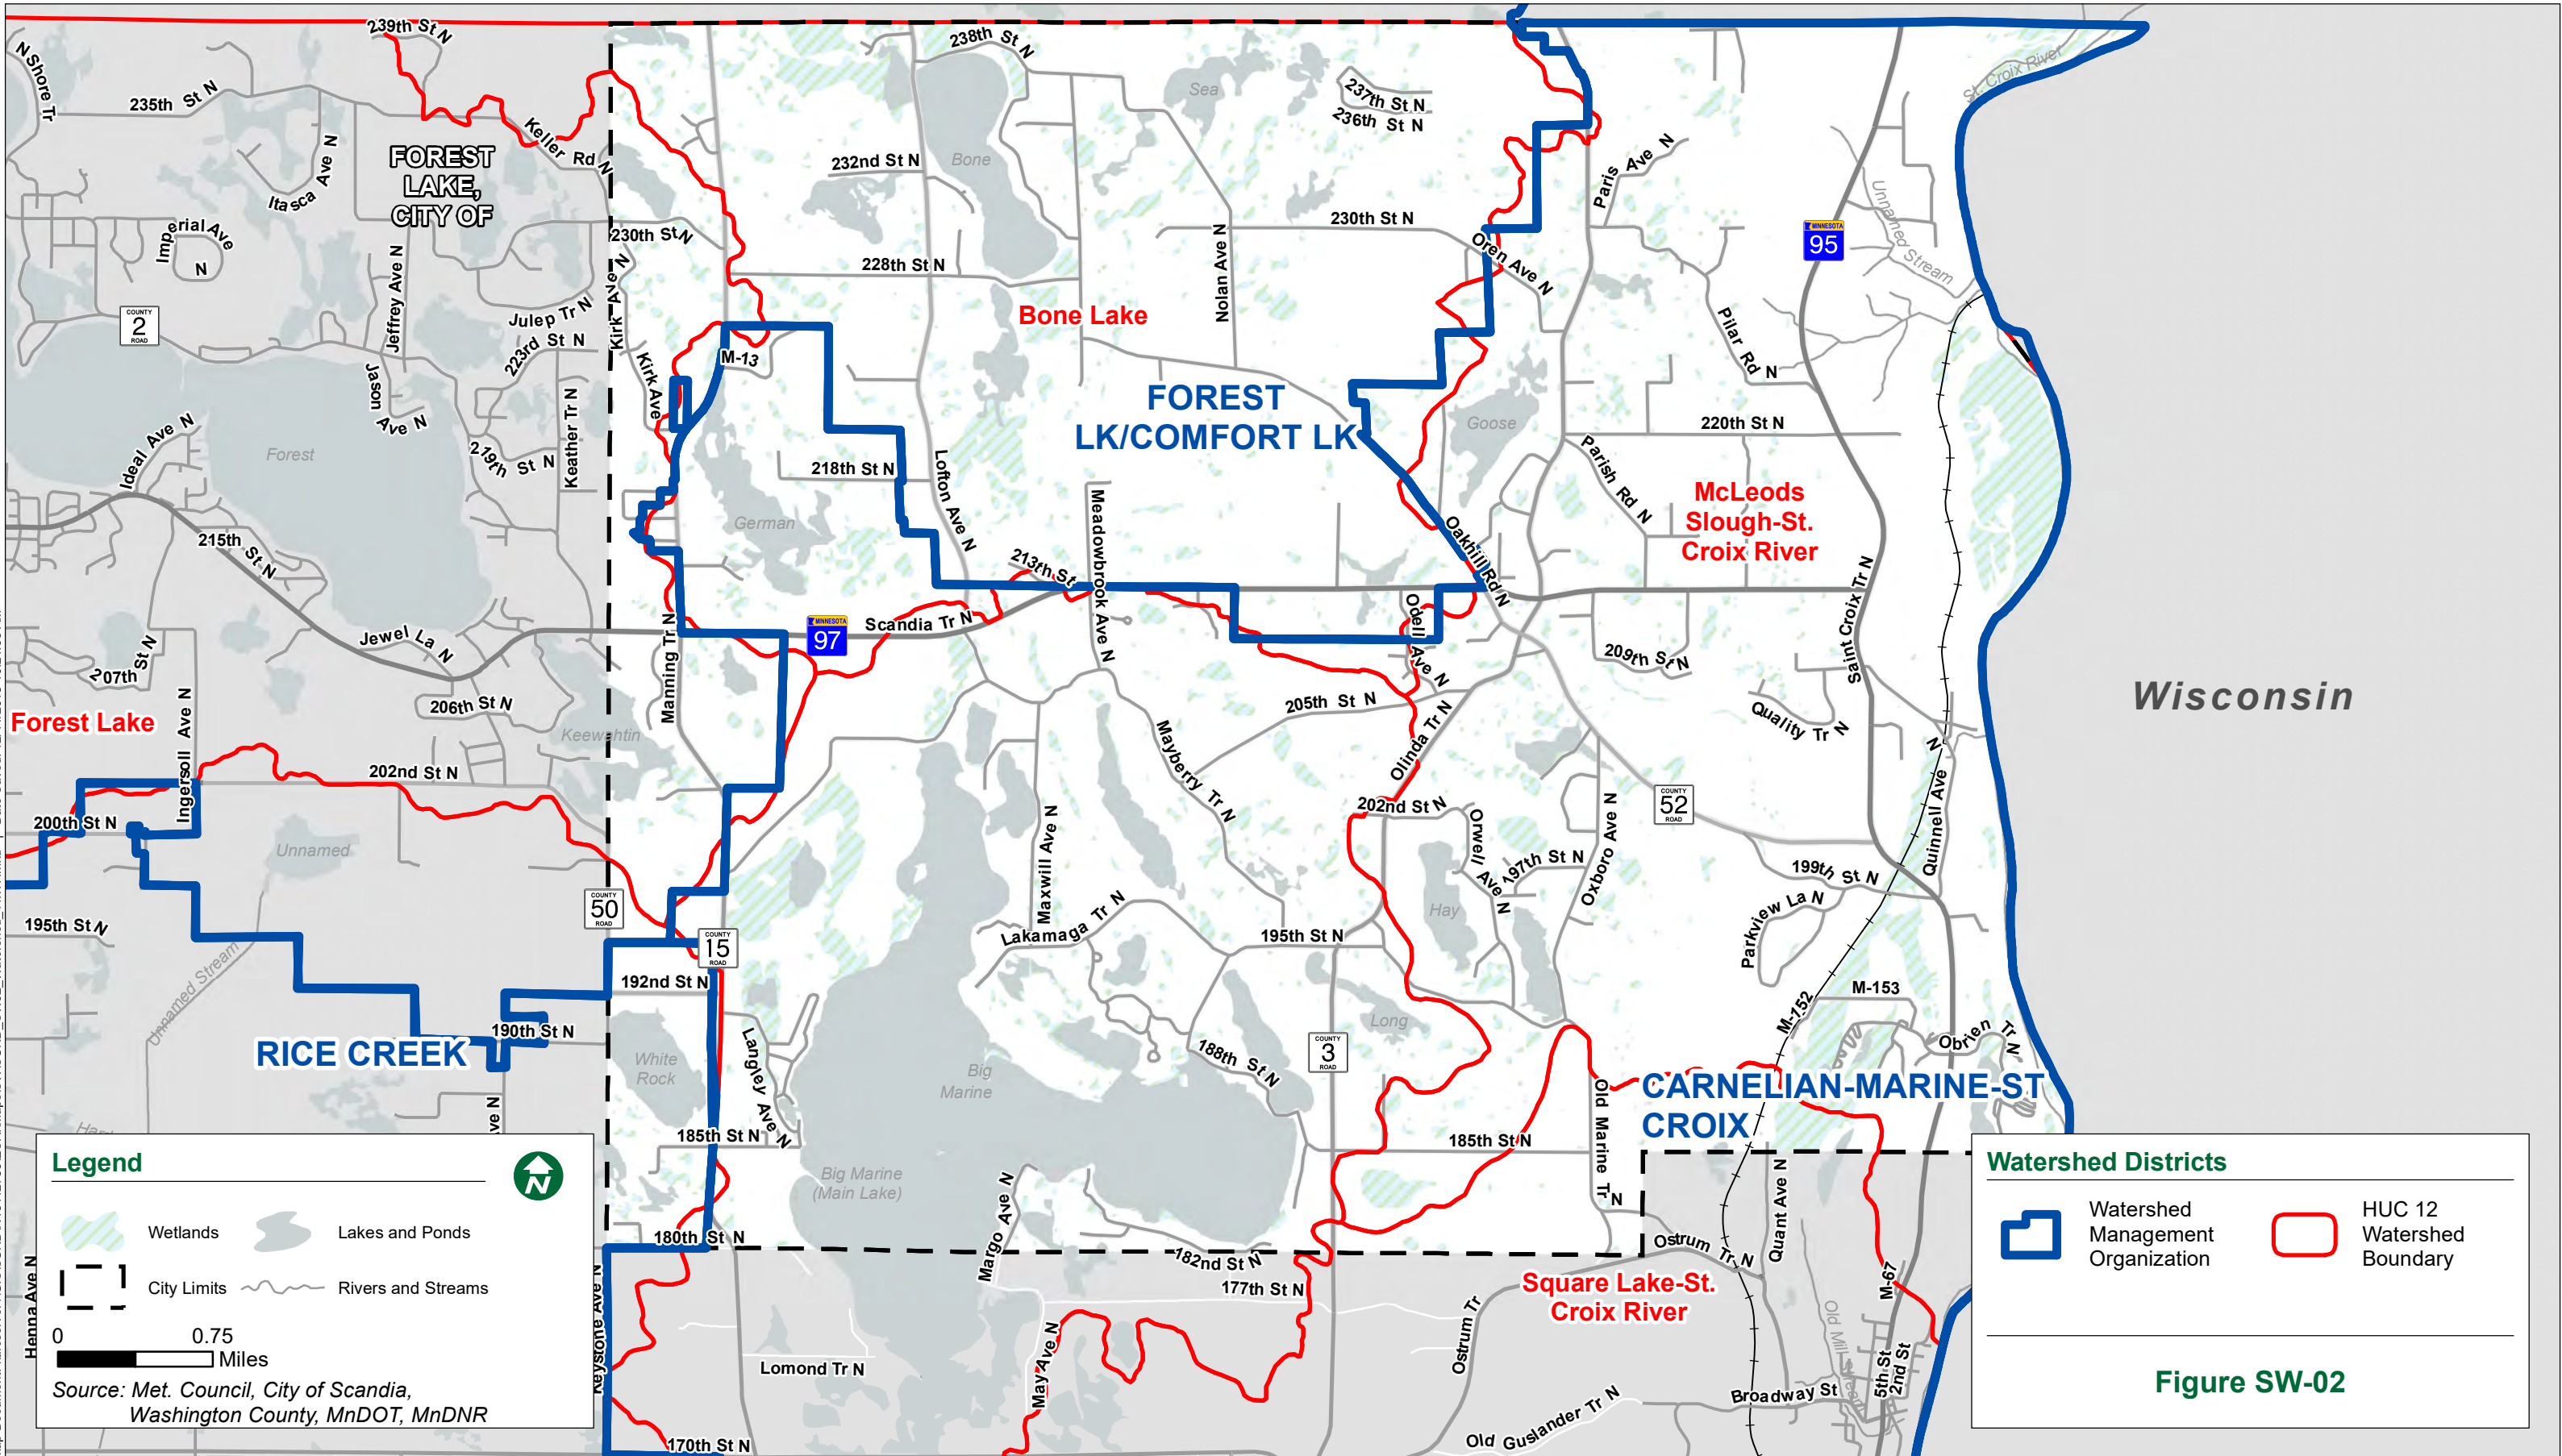 239th St N
N Shore Tr
235th St N
Keller Rd N
Itasca Ave N
FOREST
LAKE,
CITY OF
Imperial Ave
N
COUNTY
2
ROAD
Jeffrey Ave N
Julep Tr N
223rd St N
Jason
Ave N
219th St N
Keather Tr N
Ideal Ave N
Forest
215th St N
Jewel La N
207th St N
206th St N
Ingersoll Ave N
Forest Lake
Keewahtin
202nd St N
200th St N
Unnamed
195th St N
COUNTY
50
ROAD
Unnamed Stream
190th St N
RICE CREEK
238th St N
Sea
237th St N
236th St N
Bone
232nd St N
230th St N
230th St N
Kirk Ave N
228th St N
Nolan Ave N
Oren Ave N
Bone Lake
M-13
Kirk Ave
FOREST
LK/COMFORT LK
Goose
218th St N
Lofton Ave N
German
Meadowbrook Ave N
213th St
Oakhill Rd N
Odell
Ave N
Manning Tr N
MINNESOTA
97
Scandia Tr N
205th St N
Olinda Tr N
Mayberry Tr N
202nd St N
Orwell
Ave N
197th St N
Oxboro Ave N
Maxwill Ave N
Hay
Lakamaga Tr N
195th St N
COUNTY
15
ROAD
192nd St N
Langley Ave N
White
Rock
Big
Marine
188th St N
COUNTY
3
ROAD
Long
185th St N
185th St N
Big Marine
(Main Lake)
Margo Ave N
180th St N
182nd St N
177th St N
Old Marine Tr N
Paris Ave N
MINNESOTA
95
Unnamed Stream
St. Croix River
Pilar Rd N
220th St N
Parish Rd N
McLeods
Slough-St.
Croix River
Saint Croix Tr N
209th St N
Quality Tr N
Wisconsin
COUNTY
52
ROAD
Quinnell Ave N
199th St N
Parkview La N
M-152
M-153
Obrien Tr N
CARNELIAN-MARINE-ST
CROIX
Quant Ave N
Ostrum Tr N
Square Lake-St.
Croix River
Ostrum Tr
M-67
5th St
2nd St
Broadway St
Old Guslander Tr N
May Ave N
Lomond Tr N
170th St N
Keystone Ave N
Henna Ave N
Legend
N
Wetlands
Lakes and Ponds
City Limits
Rivers and Streams
0 0.75
Miles
Source: Met. Council, City of Scandia,
Washington County, MnDOT, MnDNR
Watershed Districts
Watershed
Management
Organization
HUC 12
Watershed
Boundary
Figure SW-02